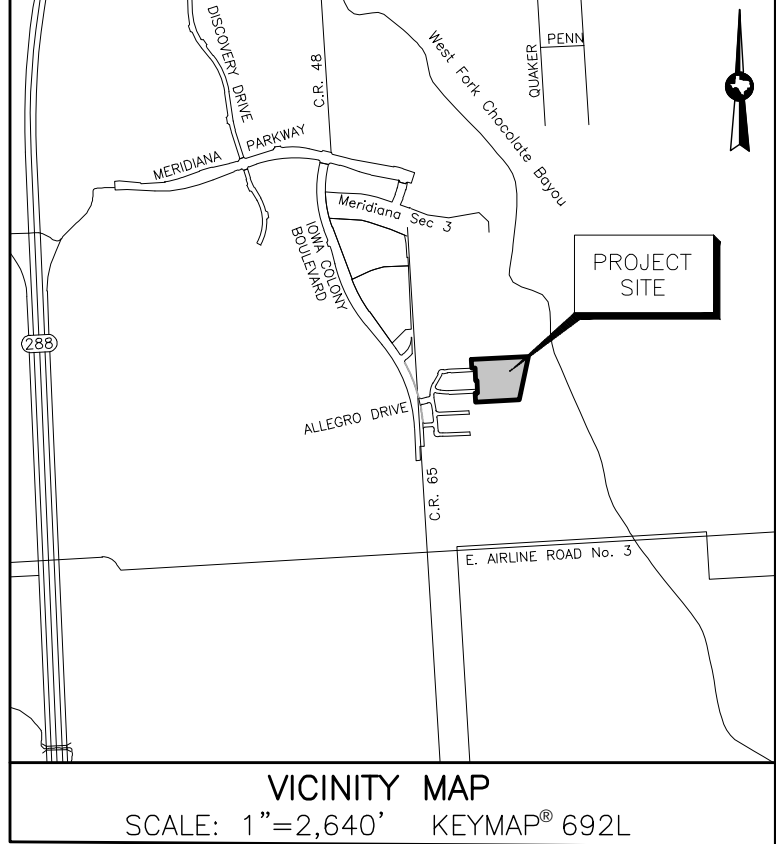 DISCOVERY DRIVE
C.R. 48
West Fork Chocolate Bayou
QUAKER
PENN
MERIDIANA PARKWAY
Meridiana Sec 3
IOWA COLONY
BOULEVARD
PROJECT
SITE
288
ALLEGRO DRIVE
C.R. 65
E. AIRLINE ROAD No. 3
VICINITY MAP
SCALE: 1"=2,640' KEYMAP® 692L